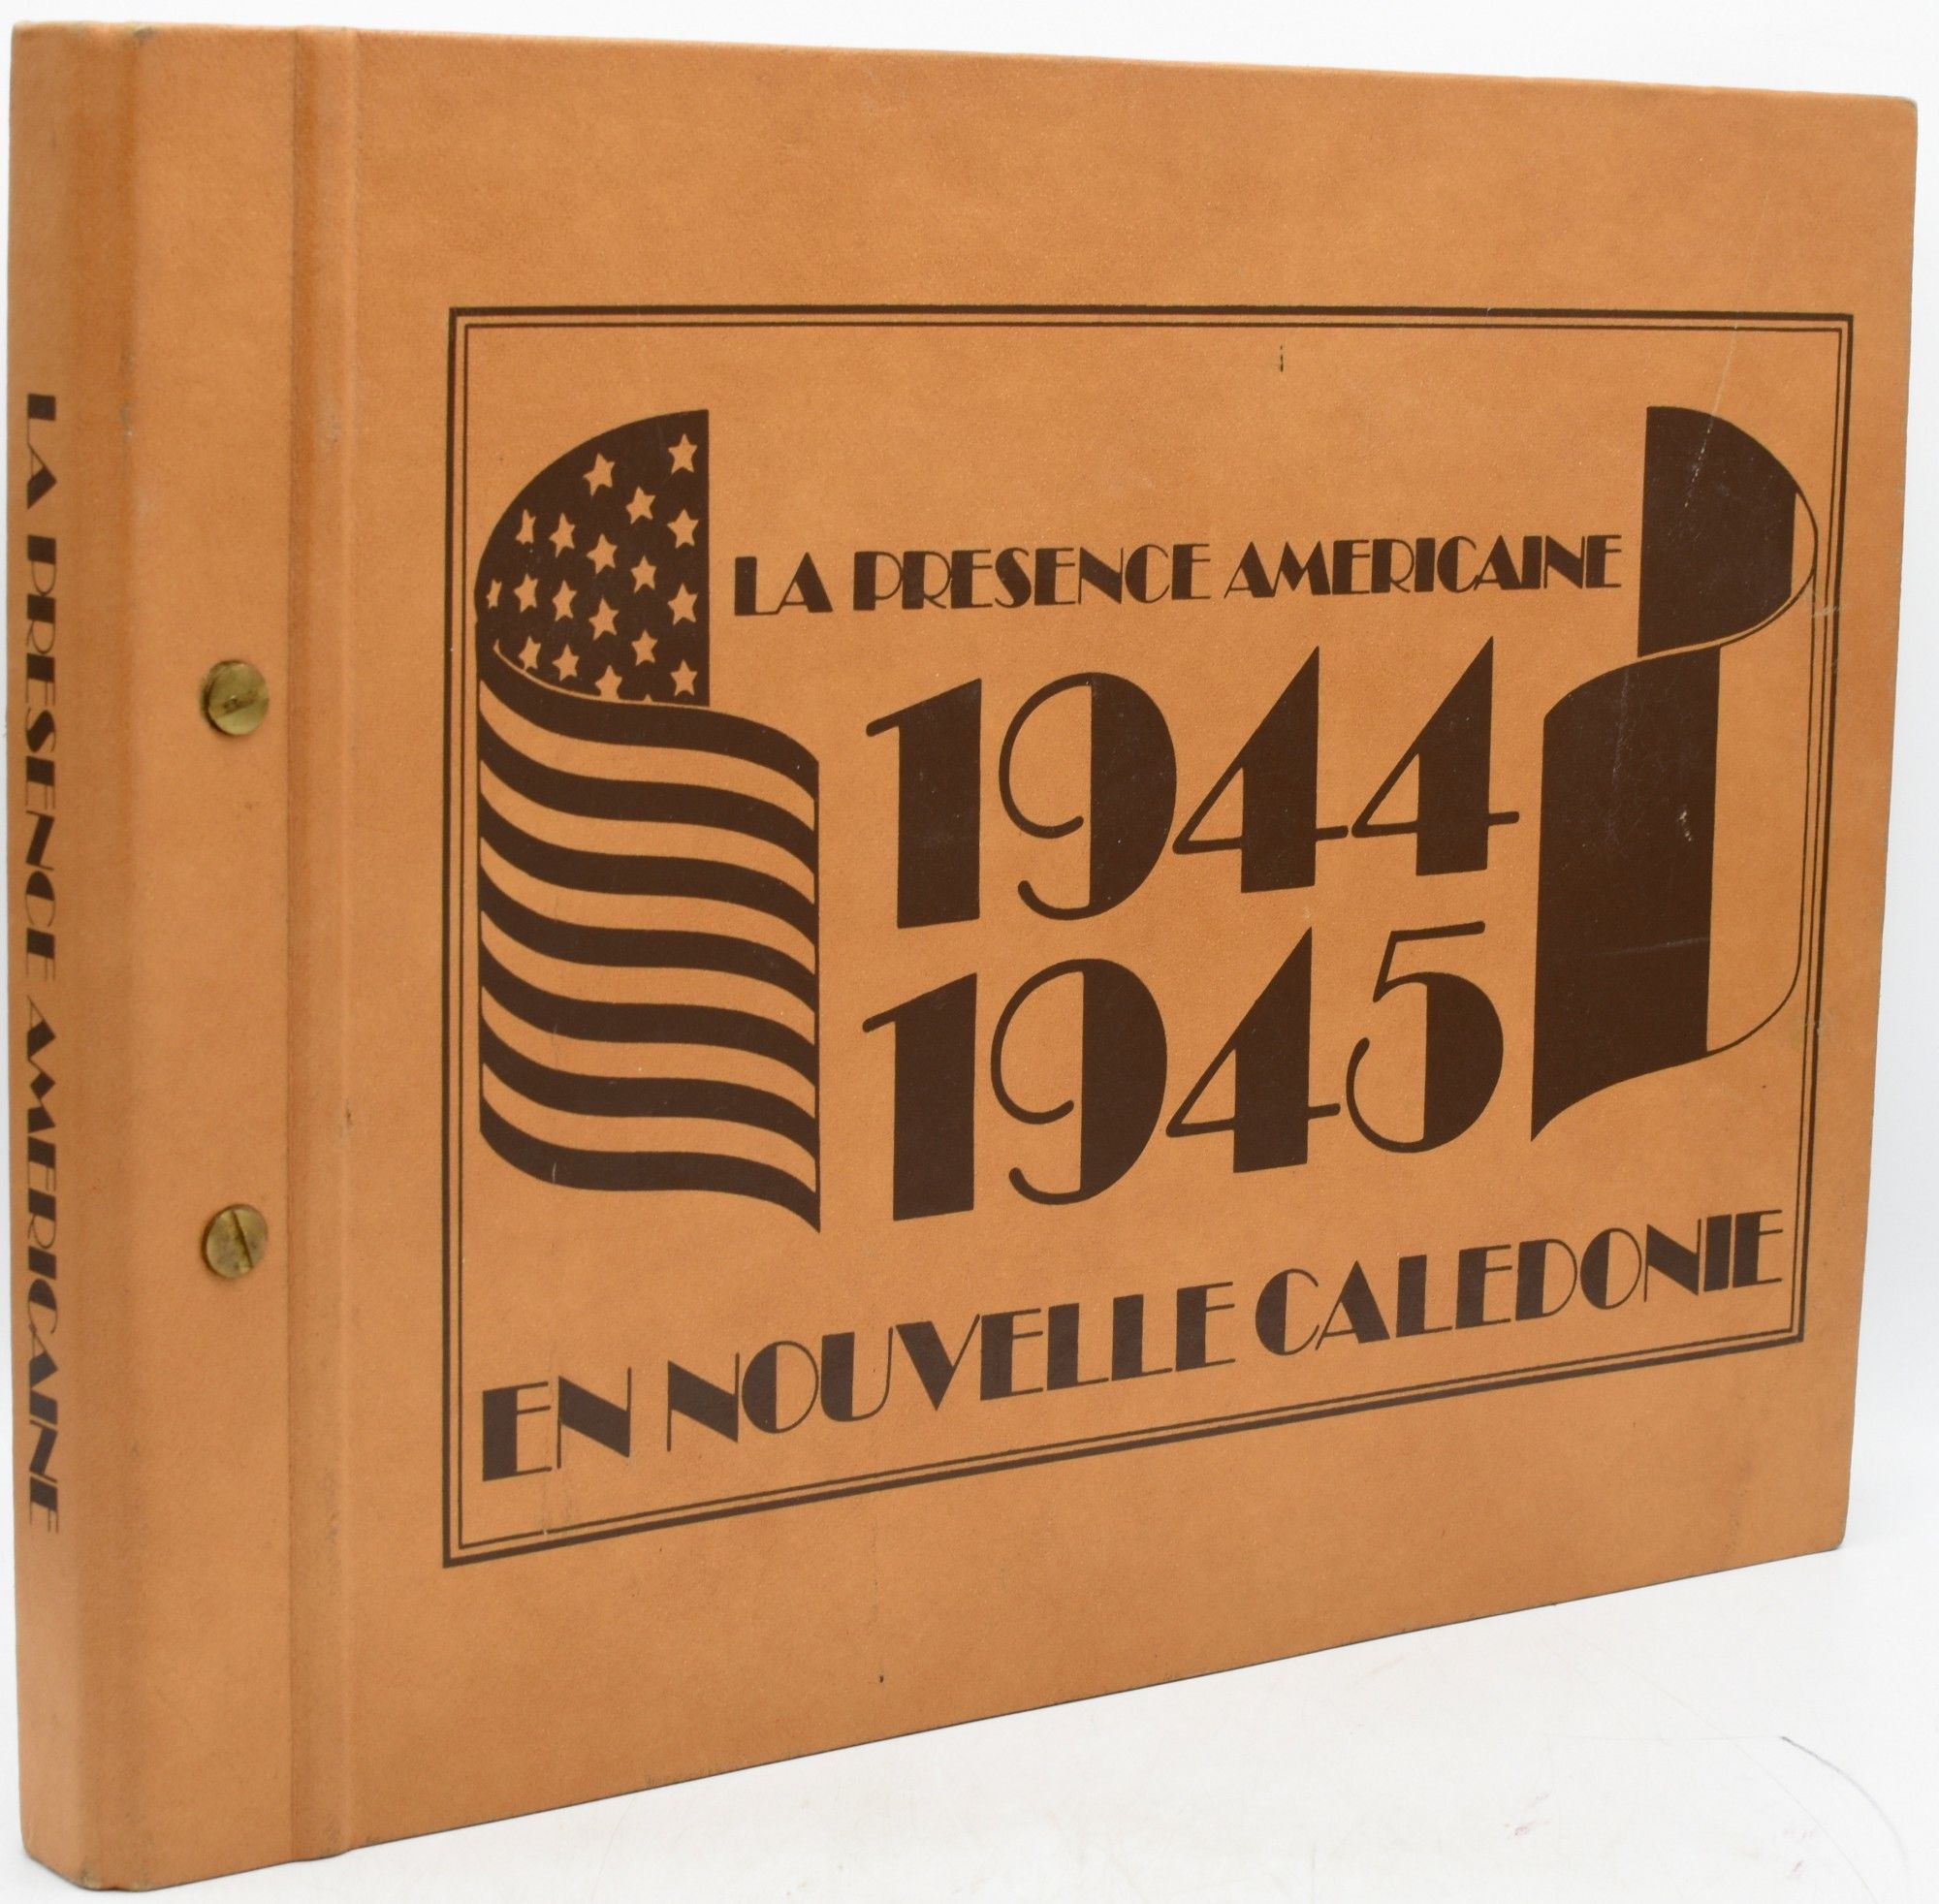 LA PRESENCE AMERICAINE
LA PRESENCE AMERICAINE
1944
1945
EN NOUVELLE CALEDONIE